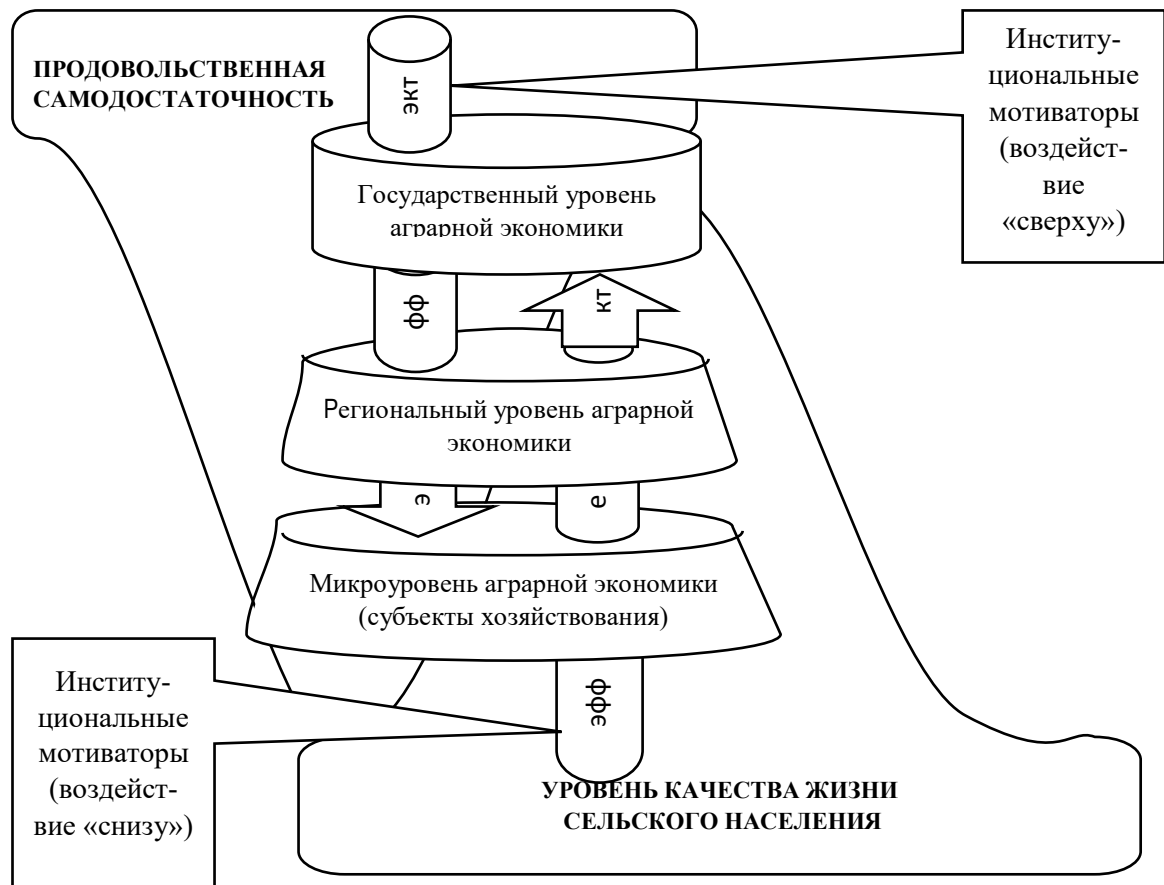 ПРОДОВОЛЬСТВЕННАЯ
САМОДОСТАТОЧНОСТЬ
экт
Институ-
циональные
мотиваторы
(воздейст-
вие
«сверху»)
Государственный уровень
аграрной экономики
фф
кт
Региональный уровень аграрной
экономики
э
е
Микроуровень аграрной экономики
(субъекты хозяйствования)
Институ-
циональные
мотиваторы
(воздейст-
вие «снизу»)
эфф
УРОВЕНЬ КАЧЕСТВА ЖИЗНИ
СЕЛЬСКОГО НАСЕЛЕНИЯ